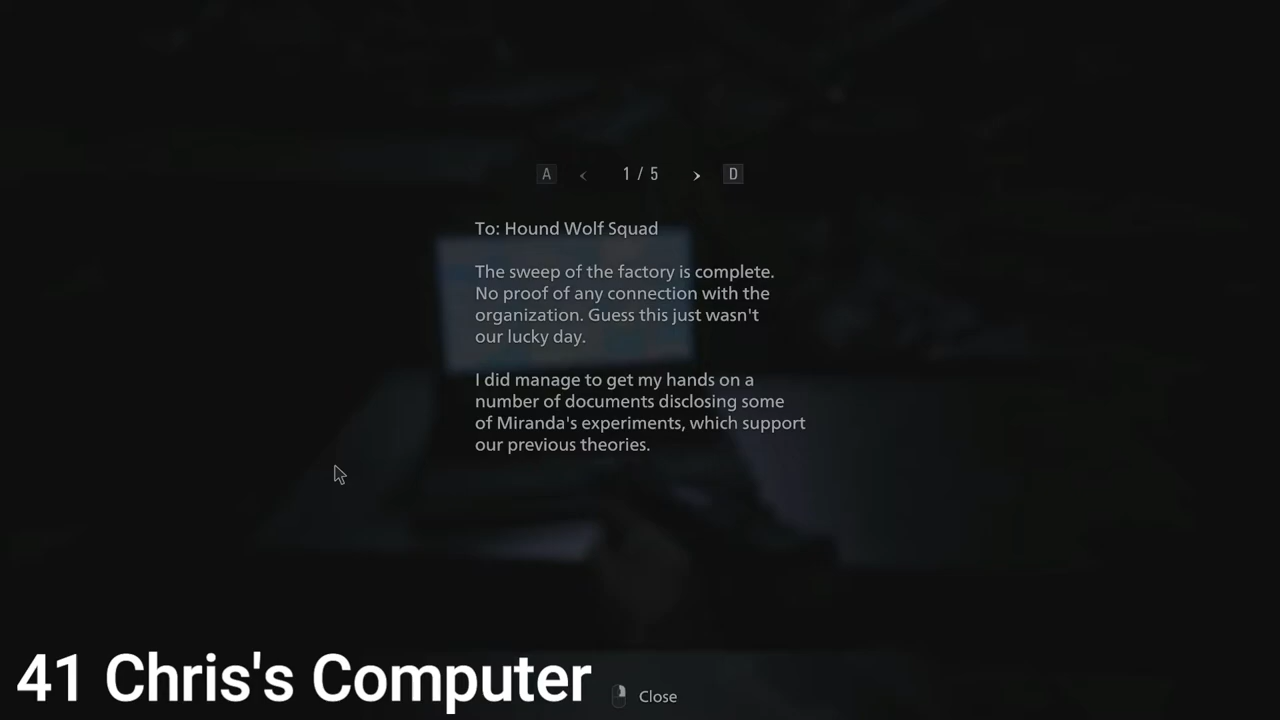 A < 1 / 5 > D
To: Hound Wolf Squad
The sweep of the factory is complete.
No proof of any connection with the
organization. Guess this just wasn't
our lucky day.
I did manage to get my hands on a
number of documents disclosing some
of Miranda's experiments, which support
our previous theories.
41 Chris's Computer
Close